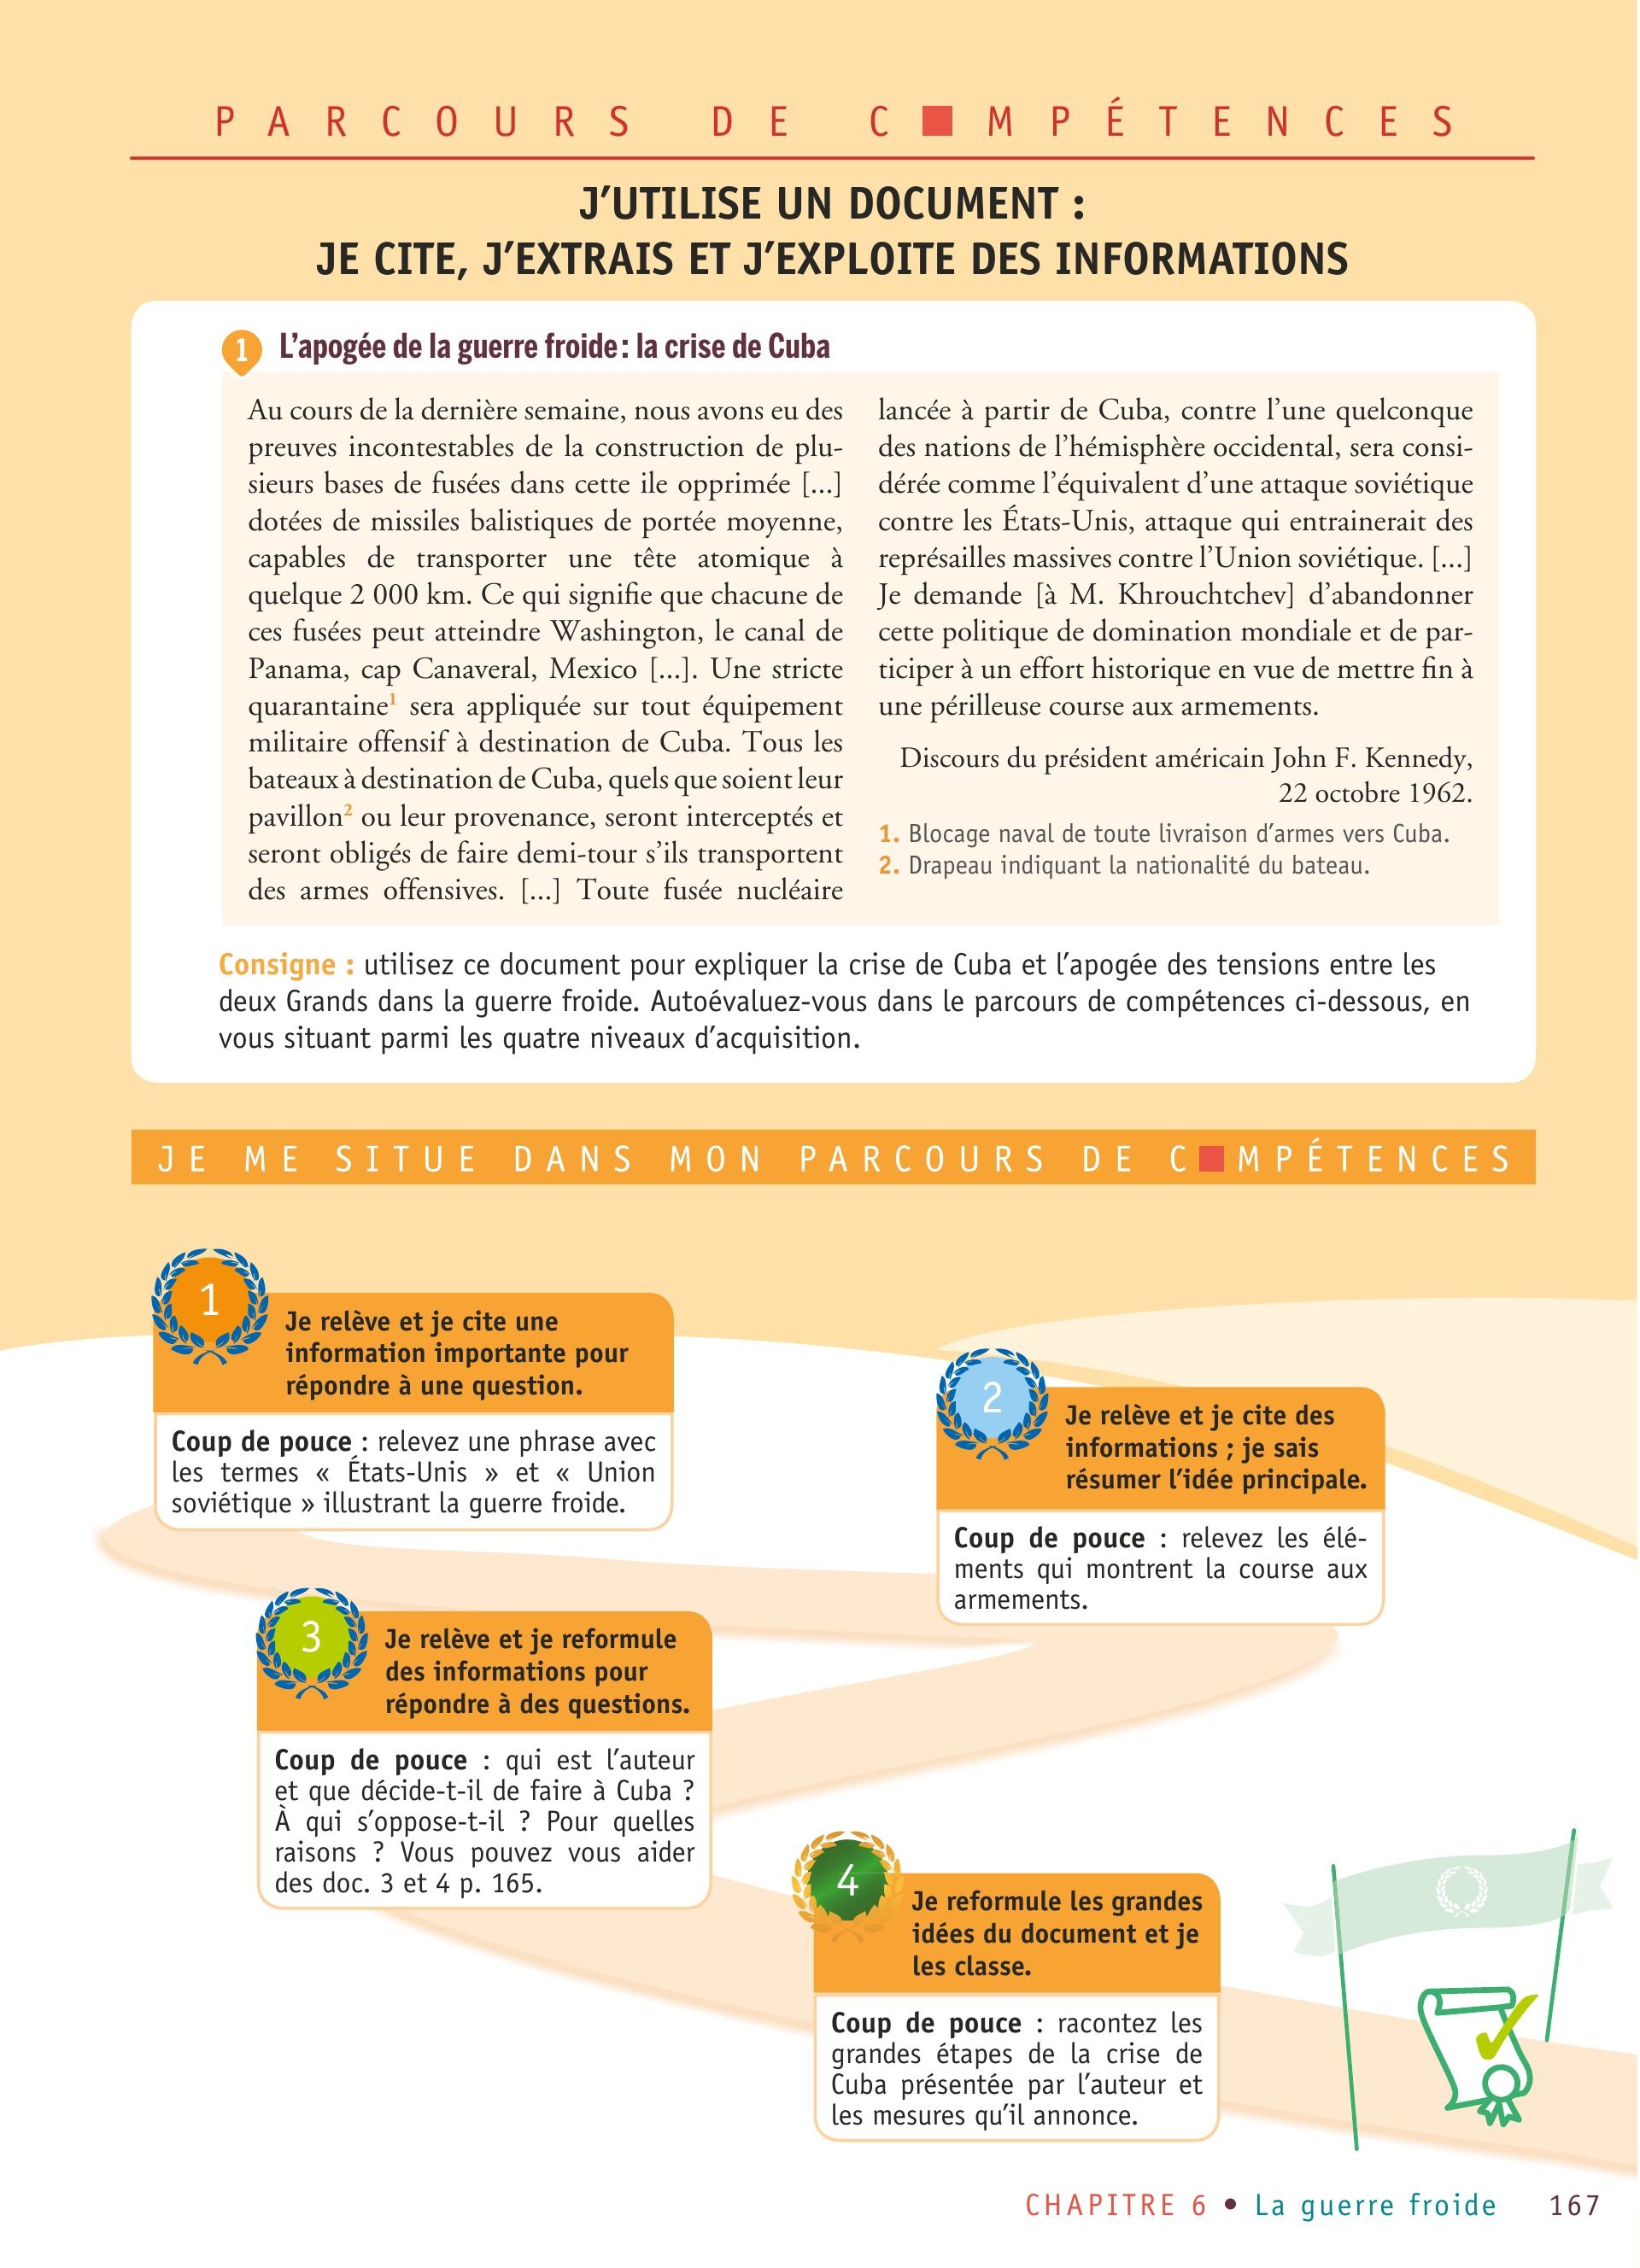 PARCOURS DE C■MPÉTENCES
J'UTILISE UN DOCUMENT :
JE CITE, J'EXTRAIS ET J'EXPLOITE DES INFORMATIONS
1 L'apogée de la guerre froide : la crise de Cuba
Au cours de la dernière semaine, nous avons eu des
preuves incontestables de la construction de plu-
sieurs bases de fusées dans cette ile opprimée [...]
dotées de missiles balistiques de portée moyenne,
capables de transporter une tête atomique à
quelque 2 000 km. Ce qui signifie que chacune de
ces fusées peut atteindre Washington, le canal de
Panama, cap Canaveral, Mexico [...]. Une stricte
quarantaine1 sera appliquée sur tout équipement
militaire offensif à destination de Cuba. Tous les
bateaux à destination de Cuba, quels que soient leur
pavillon2 ou leur provenance, seront interceptés et
seront obligés de faire demi-tour s'ils transportent
des armes offensives. [...] Toute fusée nucléaire
lancée à partir de Cuba, contre l'une quelconque
des nations de l'hémisphère occidental, sera consi-
dérée comme l'équivalent d'une attaque soviétique
contre les États-Unis, attaque qui entrainerait des
représailles massives contre l'Union soviétique. [...]
Je demande [à M. Khrouchtchev] d'abandonner
cette politique de domination mondiale et de par-
ticiper à un effort historique en vue de mettre fin à
une périlleuse course aux armements.
Discours du président américain John F. Kennedy,
22 octobre 1962.
1. Blocage naval de toute livraison d'armes vers Cuba.
2. Drapeau indiquant la nationalité du bateau.
Consigne : utilisez ce document pour expliquer la crise de Cuba et l'apogée des tensions entre les
deux Grands dans la guerre froide. Autoévaluez-vous dans le parcours de compétences ci-dessous, en
vous situant parmi les quatre niveaux d'acquisition.
JE ME SITUE DANS MON PARCOURS DE C■MPÉTENCES
1
Je relève et je cite une
information importante pour
répondre à une question.
Coup de pouce : relevez une phrase avec
les termes « États-Unis » et « Union
soviétique » illustrant la guerre froide.
2
Je relève et je cite des
informations ; je sais
résumer l'idée principale.
Coup de pouce : relevez les élé-
ments qui montrent la course aux
armements.
3
Je relève et je reformule
des informations pour
répondre à des questions.
Coup de pouce : qui est l'auteur
et que décide-t-il de faire à Cuba ?
À qui s'oppose-t-il ? Pour quelles
raisons ? Vous pouvez vous aider
des doc. 3 et 4 p. 165.
4
Je reformule les grandes
idées du document et je
les classe.
Coup de pouce : racontez les
grandes étapes de la crise de
Cuba présentée par l'auteur et
les mesures qu'il annonce.
CHAPITRE 6 • La guerre froide 167